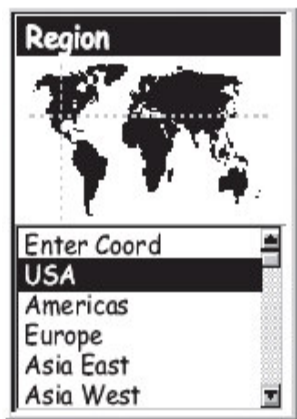 Region
Enter Coord
USA
Americas
Europe
Asia East
Asia West